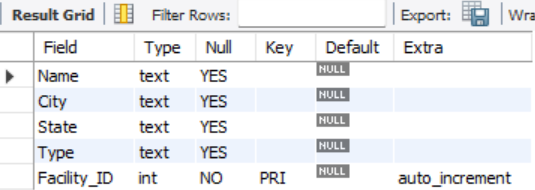 Result Grid Filter Rows: Export: Wra
Field Type Null Key Default Extra
Name text YES NULL
City text YES NULL
State text YES NULL
Type text YES NULL
Facility_ID int NO PRI NULL auto_increment